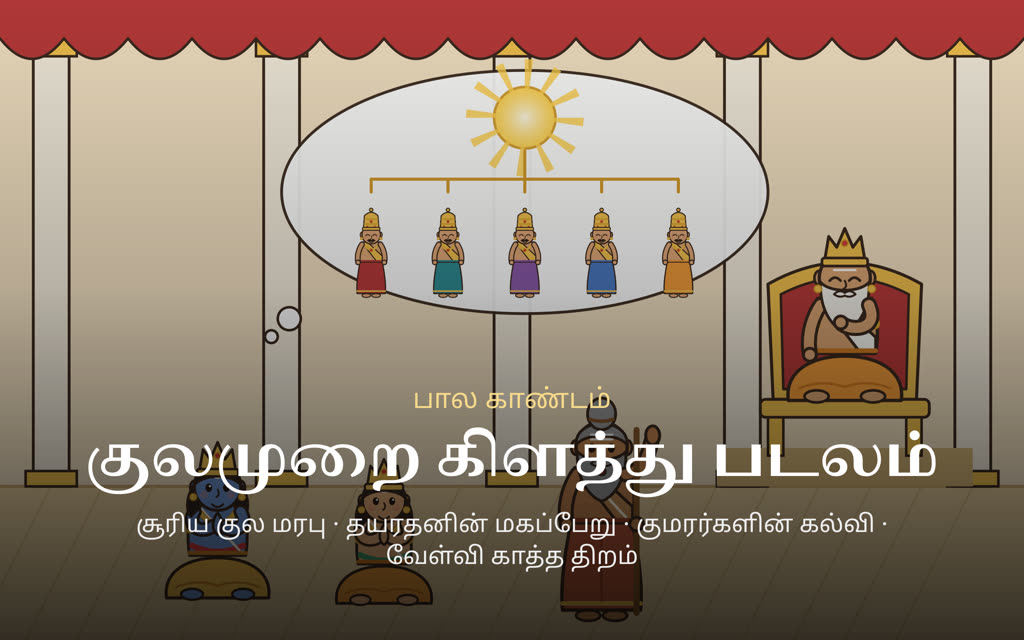 பால காண்டம்
குலமுறை கிளத்து படலம்
சூரிய குல மரபு · தயரதனின் மகப்பேறு · குமரர்களின் கல்வி ·
வேள்வி காத்த திறம்